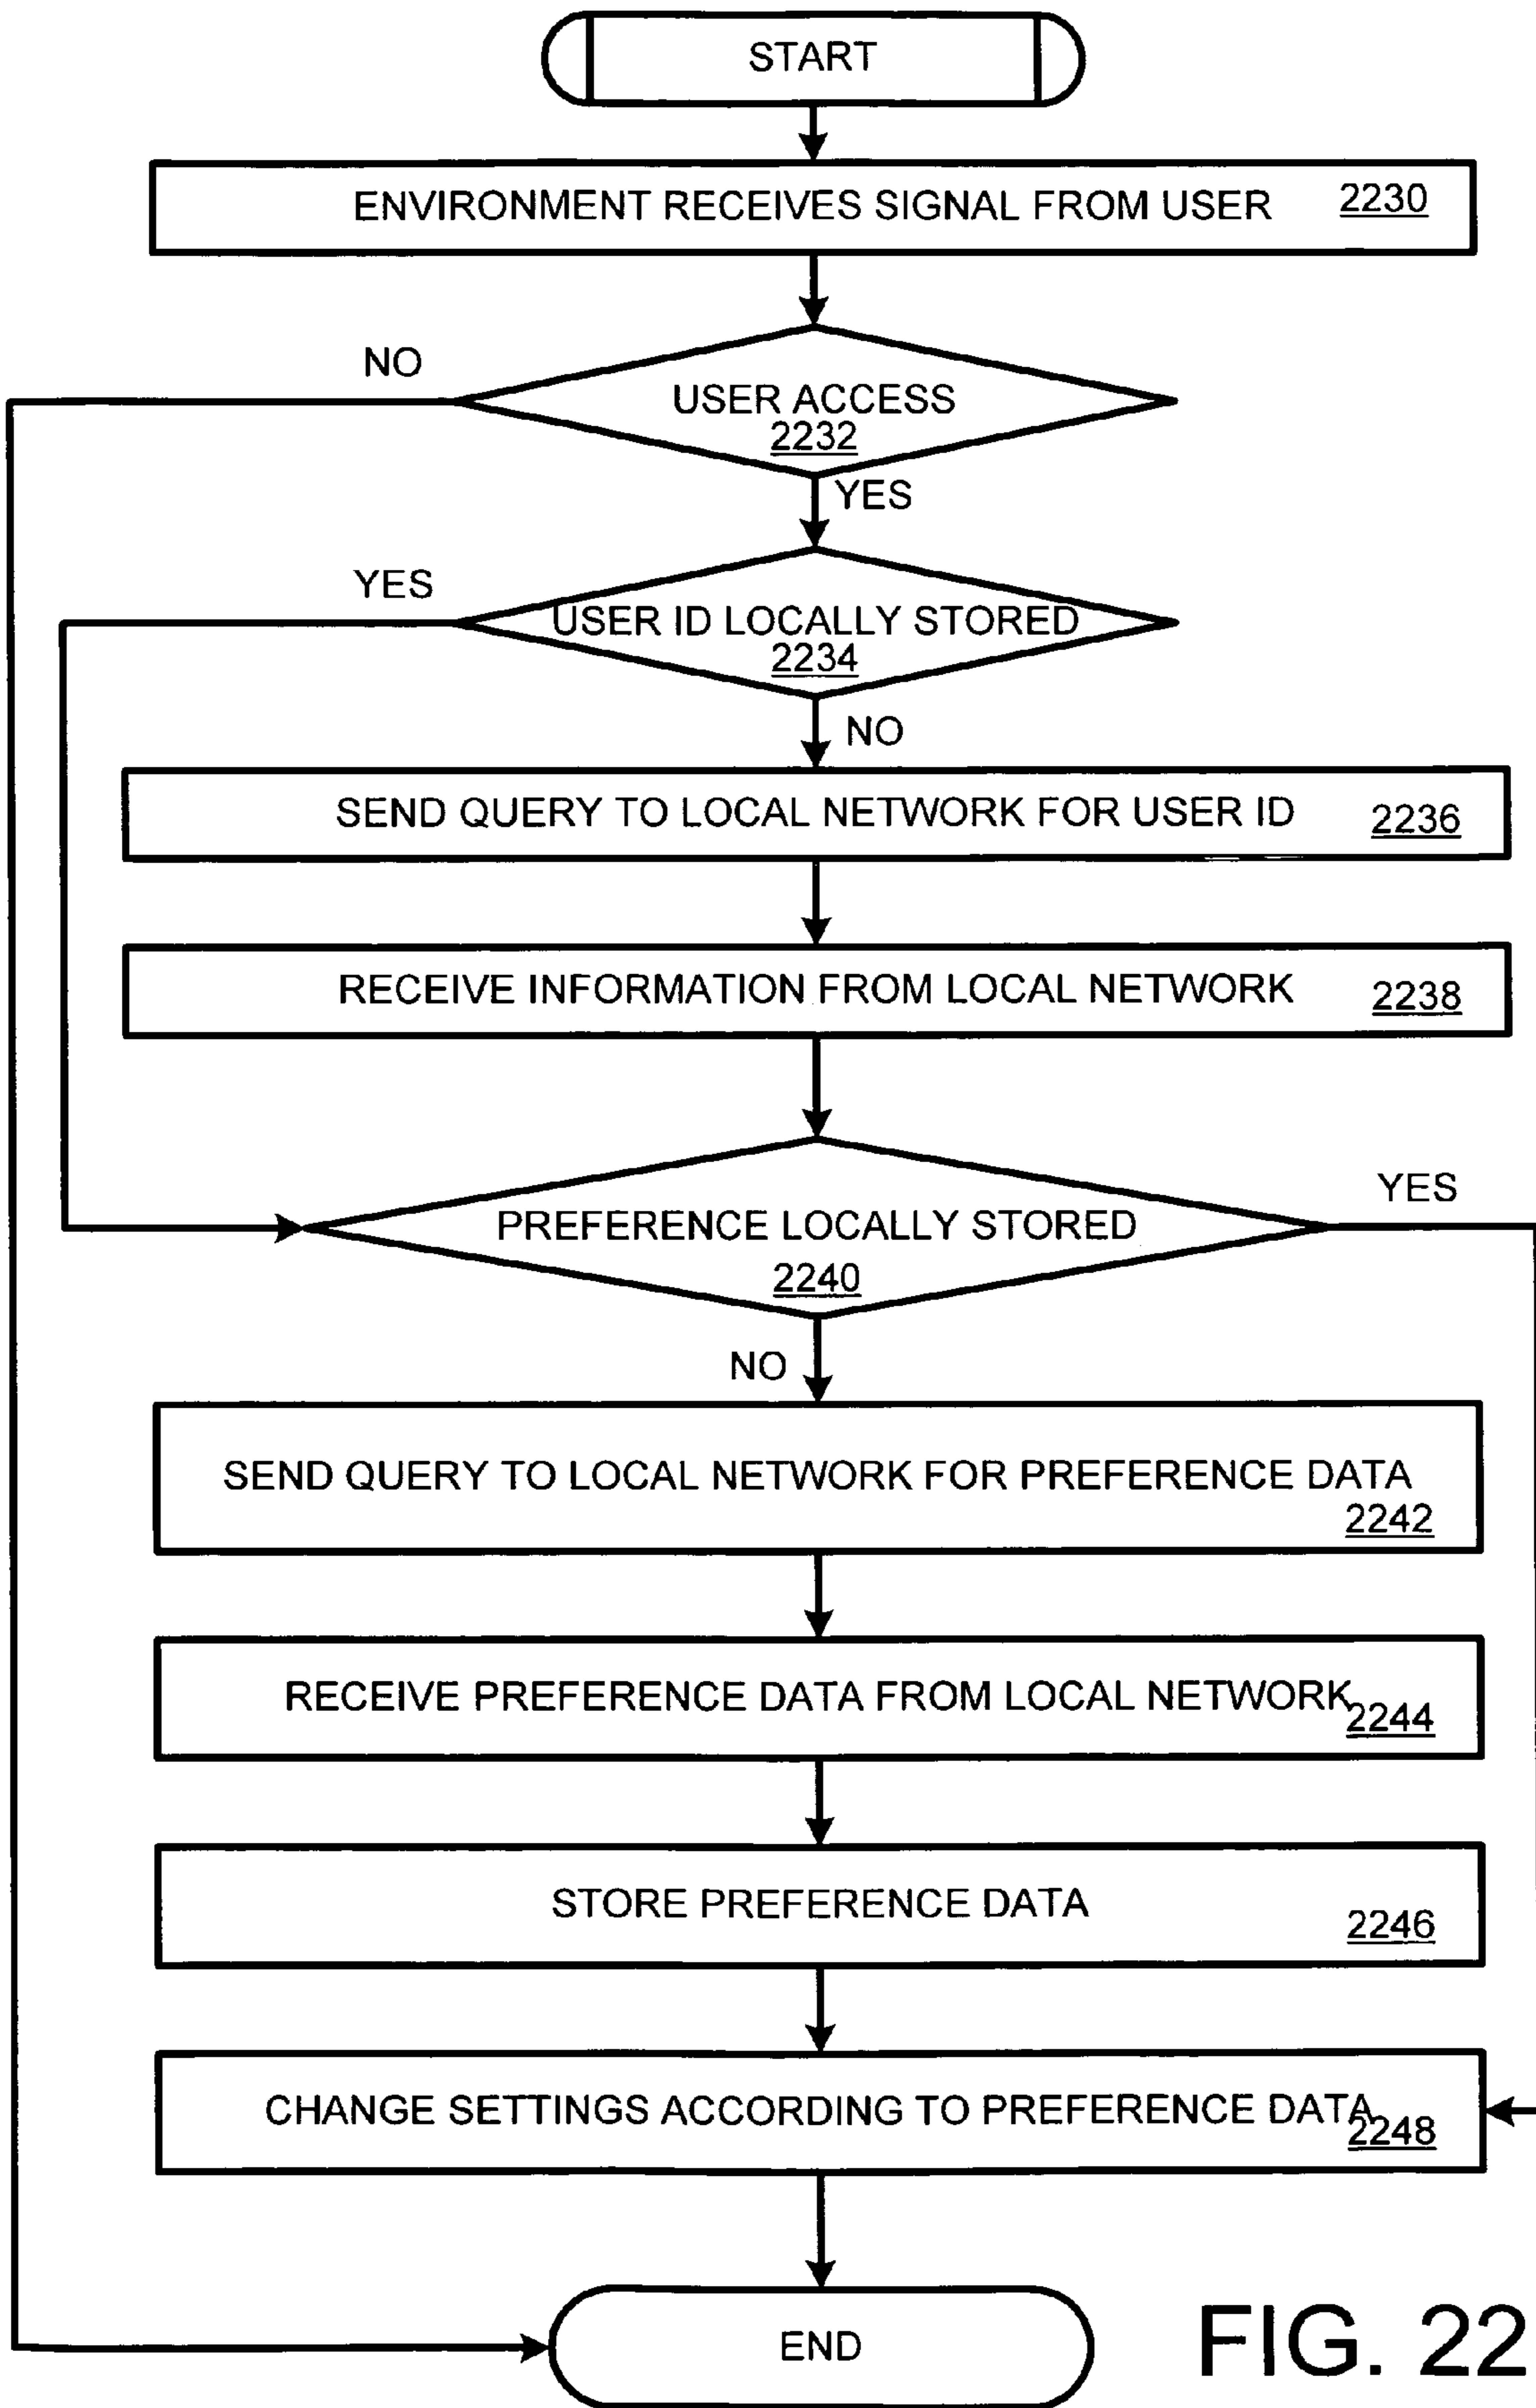 START
ENVIRONMENT RECEIVES SIGNAL FROM USER 2230
NO
USER ACCESS
2232
YES
YES
USER ID LOCALLY STORED
2234
NO
SEND QUERY TO LOCAL NETWORK FOR USER ID 2236
RECEIVE INFORMATION FROM LOCAL NETWORK 2238
YES
PREFERENCE LOCALLY STORED
2240
NO
SEND QUERY TO LOCAL NETWORK FOR PREFERENCE DATA
2242
RECEIVE PREFERENCE DATA FROM LOCAL NETWORK
2244
STORE PREFERENCE DATA
2246
CHANGE SETTINGS ACCORDING TO PREFERENCE DATA
2248
END
FIG. 22